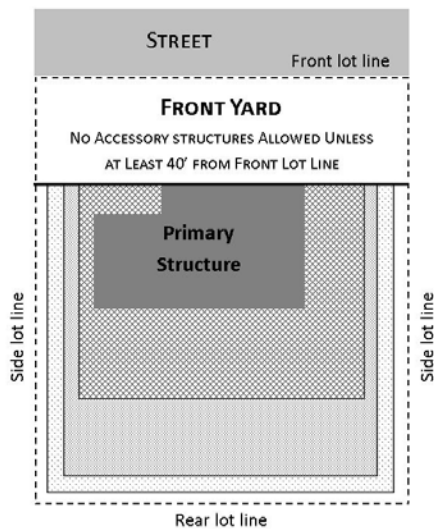 STREET
Front lot line
FRONT YARD
NO ACCESSORY STRUCTURES ALLOWED UNLESS
AT LEAST 40' FROM FRONT LOT LINE
Primary
Structure
Side lot line
Side lot line
Rear lot line